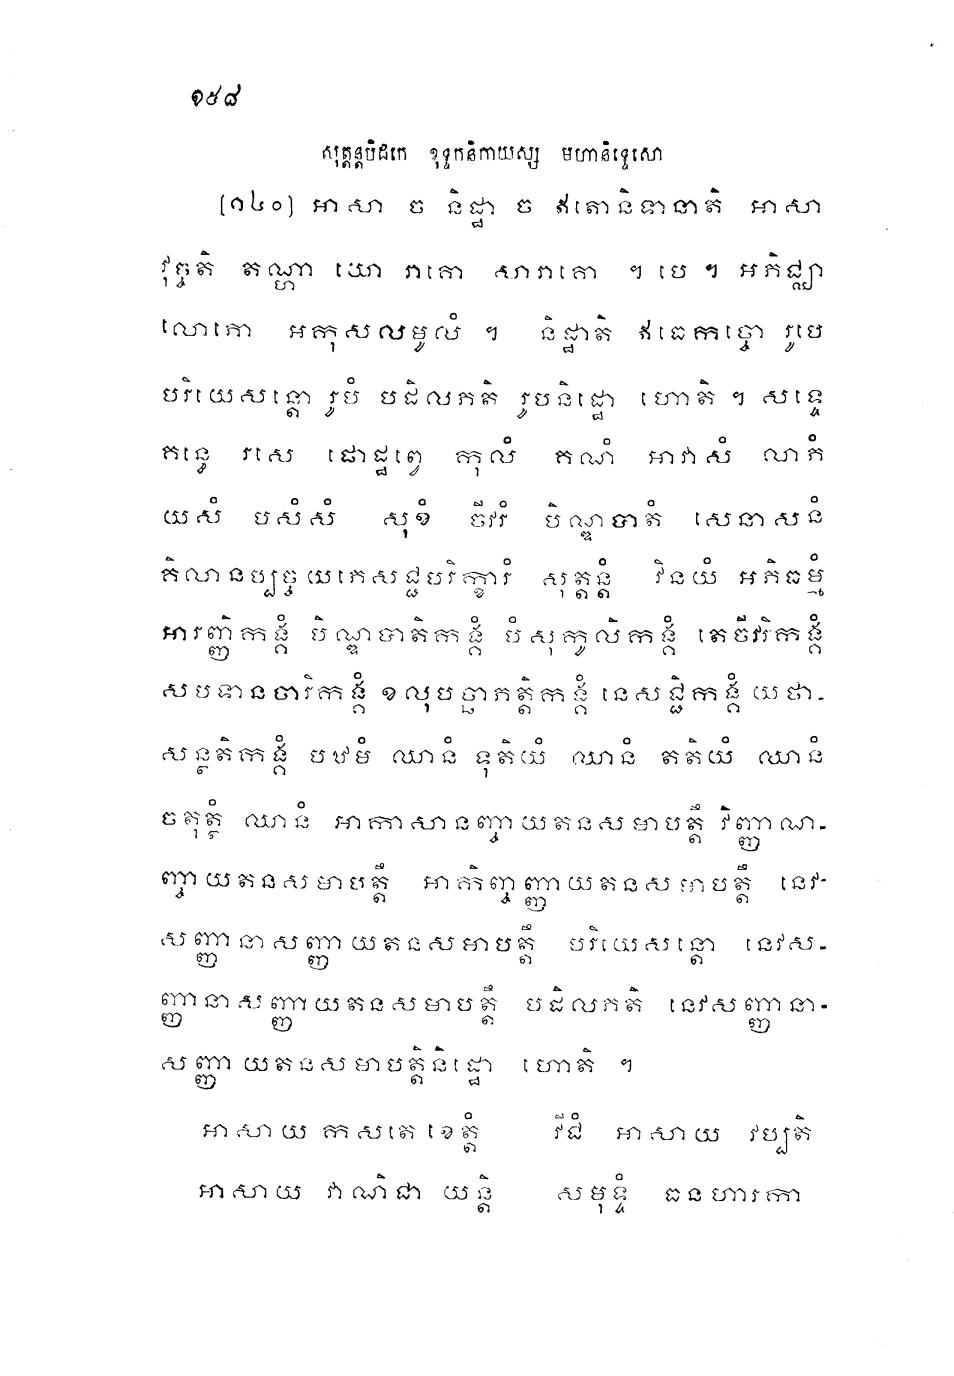 ១៥៨
សុត្តន្តបិដកេ ខុទ្ទកនិកាយស្ស មហានិទ្ទេសោ
(១៤០) អាសា ច និដ្ឋា ច ឥតោនិទានាតិ អាសា
វុច្ចតិ តណ្ហា យោ រាគោ សារាគោ ។ បេ ។ អភិជ្ឈា
លោភោ អកុសលមូលំ ។ និដ្ឋាតិ ឥធេកច្ចោ រូបេ
បរិយេសន្តោ រូបំ បដិលភតិ រូបនិដ្ឋោ ហោតិ ។ សទ្ទេ
គន្ធេ រសេ ផោដ្ឋព្វេ កុលំ គណំ អាវាសំ លាភំ
យសំ បសំសំ សុខំ ចីវរំ បិណ្ឌបាតំ សេនាសនំ
គិលានប្បច្ចយភេសជ្ជបរិក្ខារំ សុត្តន្តំ វិនយំ អភិធម្មំ
អារញ្ញិកង្គំ បិណ្ឌបាតិកង្គំ បំសុកូលិកង្គំ តេចីវរិកង្គំ
សបទានចារិកង្គំ ខលុបច្ឆាភត្តិកង្គំ នេសជ្ជិកង្គំ យថា-
សន្ថតិកង្គំ បឋមំ ឈានំ ទុតិយំ ឈានំ តតិយំ ឈានំ
ចតុត្ថំ ឈានំ អាកាសានញ្ចាយតនសមាបត្តឹ វិញ្ញាណ-
ញ្ចាយតនសមាបត្តឹ អាកិញ្ចញ្ញាយតនសមាបត្តឹ នេវ-
សញ្ញានាសញ្ញាយតនសមាបត្តឹ បរិយេសន្តោ នេវស-
ញ្ញានាសញ្ញាយតនសមាបត្តឹ បដិលភតិ នេវសញ្ញានា-
សញ្ញាយតនសមាបត្តិនិដ្ឋោ ហោតិ ។
អាសាយ កាសតេ ខេត្តំ វីជំ អាសាយ វប្បតិ
អាសាយ វាណិជា យន្តិ សមុទ្ទំ ធនហារកា